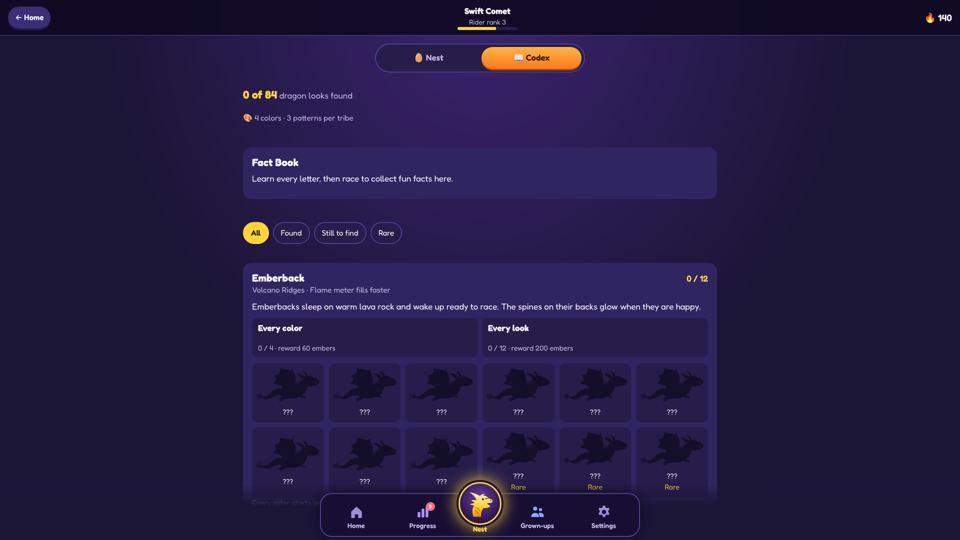 ← Home
Swift Comet
Rider rank 3
140
Nest
Codex
0 of 84 dragon looks found
4 colors · 3 patterns per tribe
Fact Book
Learn every letter, then race to collect fun facts here.
All
Found
Still to find
Rare
Emberback
0 / 12
Volcano Ridges · Flame meter fills faster
Emberbacks sleep on warm lava rock and wake up ready to race. The spines on their backs glow when they are happy.
Every color
0 / 4 · reward 60 embers
Every look
0 / 12 · reward 200 embers
???
???
???
???
???
???
???
???
???
???
Rare
???
Rare
???
Rare
Every rider starts
Home
Progress
Nest
Grown-ups
Settings